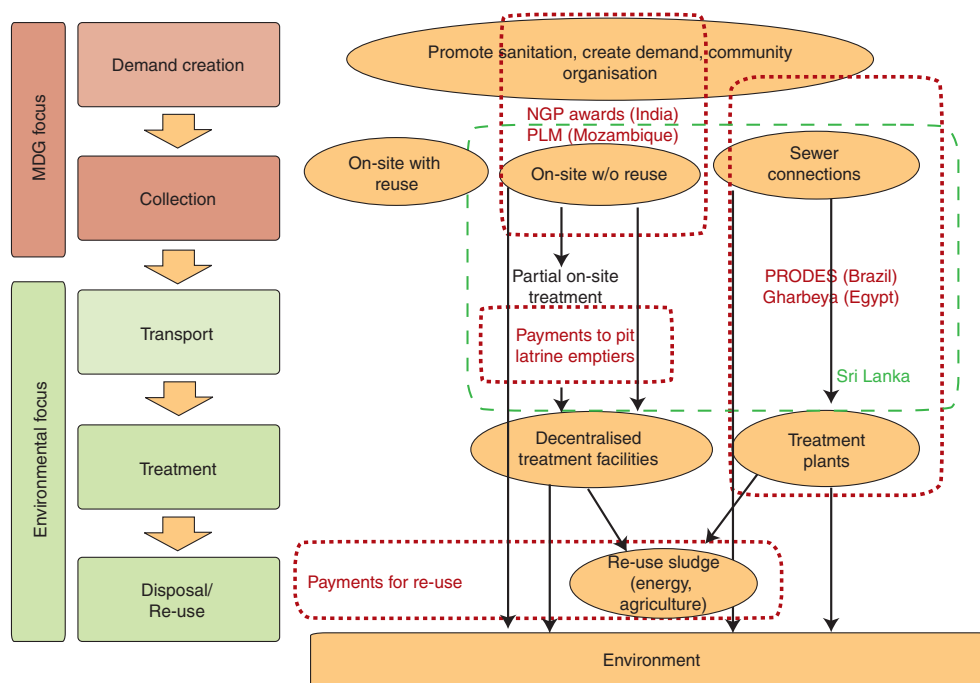 MDG focus
Environmental focus
Demand creation
Collection
Transport
Treatment
Disposal/
Re-use
Promote sanitation, create demand, community
organisation
NGP awards (India)
PLM (Mozambique)
On-site with
reuse
On-site w/o reuse
Sewer
connections
Partial on-site
treatment
PRODES (Brazil)
Gharbeya (Egypt)
Payments to pit
latrine emptiers
Sri Lanka
Decentralised
treatment facilities
Treatment
plants
Payments for re-use
Re-use sludge
(energy,
agriculture)
Environment